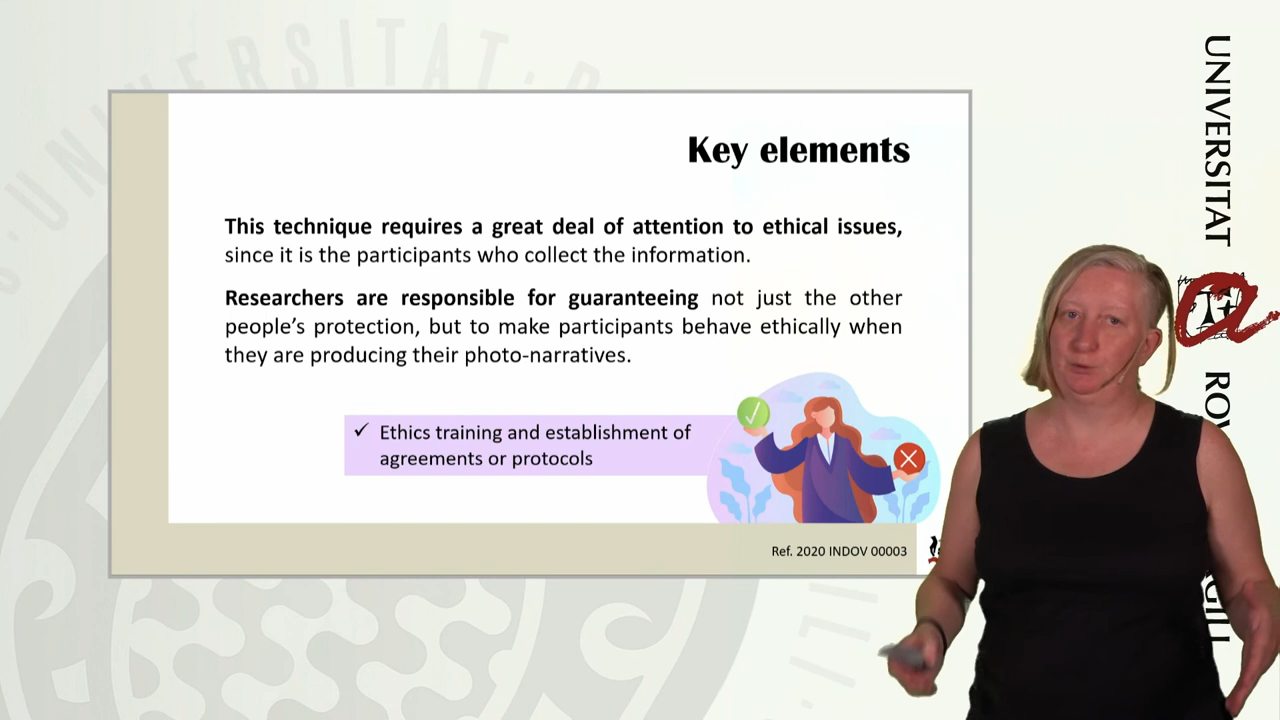 Key elements
This technique requires a great deal of attention to ethical issues,
since it is the participants who collect the information.
Researchers are responsible for guaranteeing not just the other
people's protection, but to make participants behave ethically when
they are producing their photo-narratives.
✓ Ethics training and establishment of
agreements or protocols
Ref. 2020 INDOV 00003
UNIVERSITAT